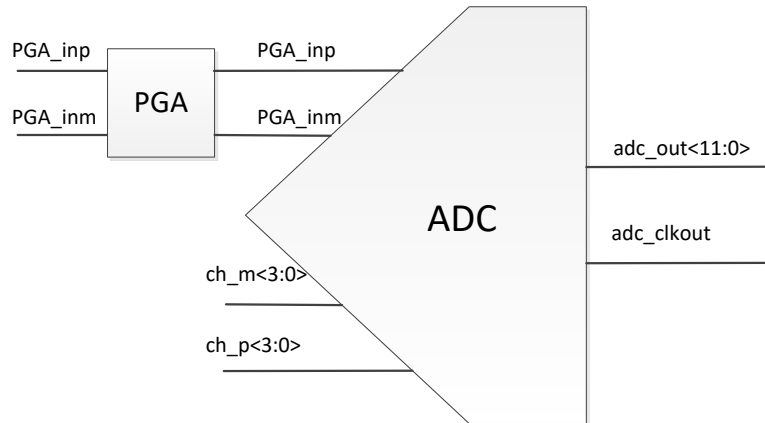 PGA_inp
PGA_inp
PGA
PGA_inm
PGA_inm
adc_out<11:0>
ADC
adc_clkout
ch_m<3:0>
ch_p<3:0>